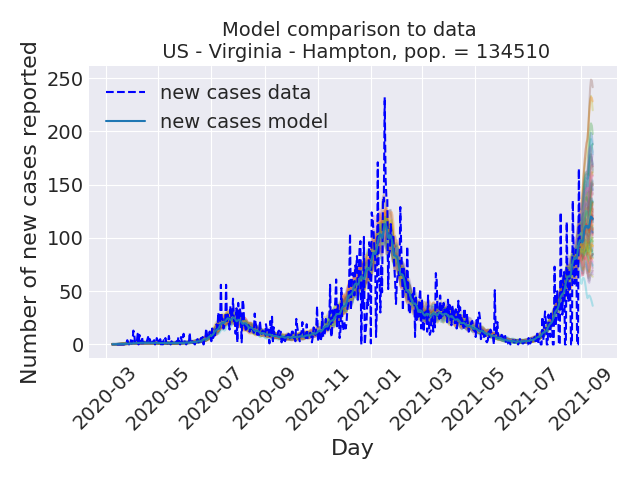 Model comparison to data
US - Virginia - Hampton, pop. = 134510
Number of new cases reported
250
200
150
100
50
0
new cases data
new cases model
2020-03
2020-05
2020-07
2020-09
2020-11
2021-01
2021-03
2021-05
2021-07
2021-09
Day